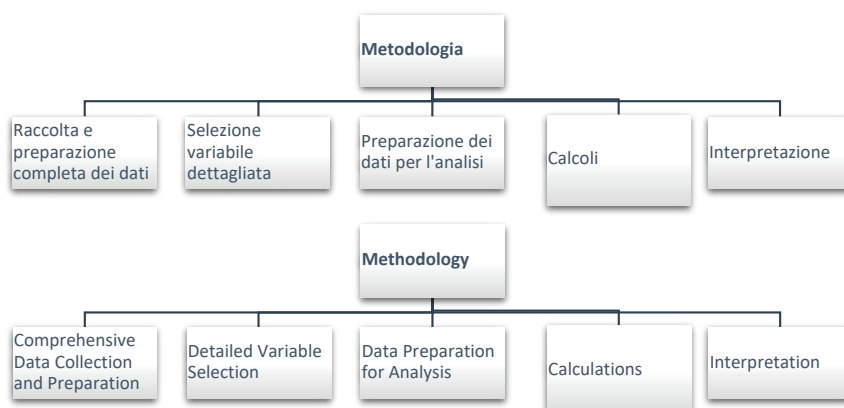 Metodologia
Raccolta e
preparazione
completa dei dati
Selezione
variabile
dettagliata
Preparazione dei
dati per l'analisi
Calcoli
Interpretazione
Methodology
Comprehensive
Data Collection
and Preparation
Detailed Variable
Selection
Data Preparation
for Analysis
Calculations
Interpretation